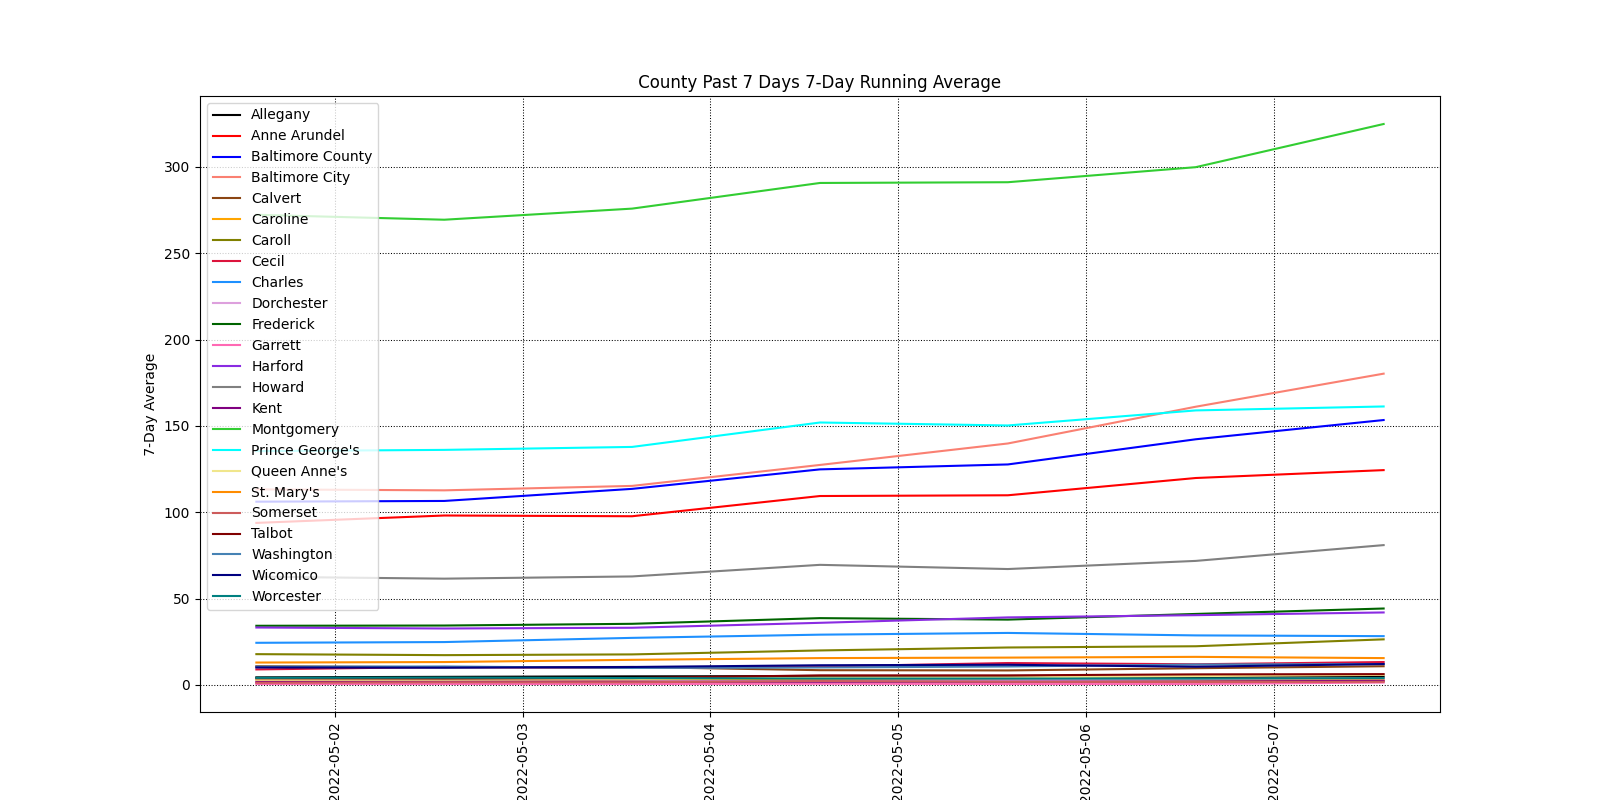 County Past 7 Days 7-Day Running Average
Allegany
Anne Arundel
Baltimore County
Baltimore City
Calvert
Caroline
Caroll
Cecil
Charles
Dorchester
Frederick
Garrett
Harford
Howard
Kent
Montgomery
Prince George's
Queen Anne's
St. Mary's
Somerset
Talbot
Washington
Wicomico
Worcester
7-Day Average
300
250
200
150
100
50
0
2022-05-02
2022-05-03
2022-05-04
2022-05-05
2022-05-06
2022-05-07